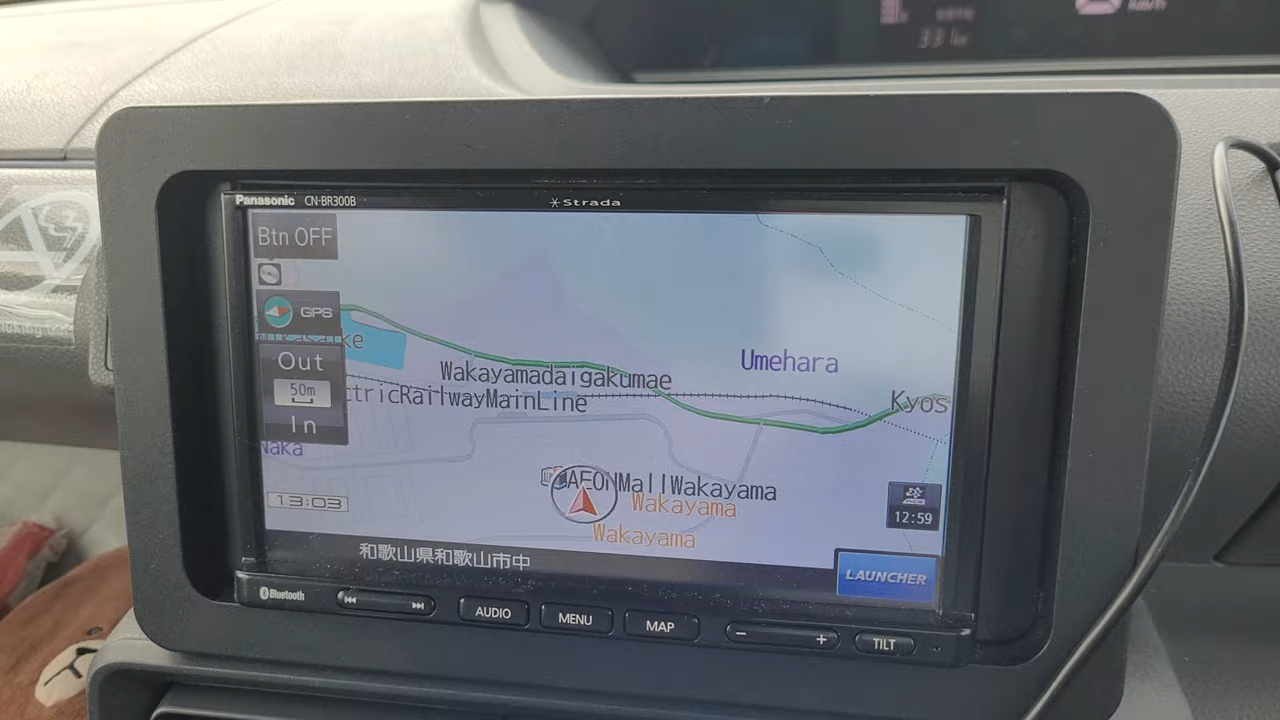 Panasonic CN-BR300B
Strada
Btn OFF
GPS
Out
50m
In
Wakayamadaigakumae
ctricRailwayMainLine
Umehara
Kyos
Naka
AEONMallWakayama
Wakayama
Wakayama
13:03
12:59
和歌山県和歌山市中
LAUNCHER
Bluetooth
AUDIO
MENU
MAP
− +
TILT